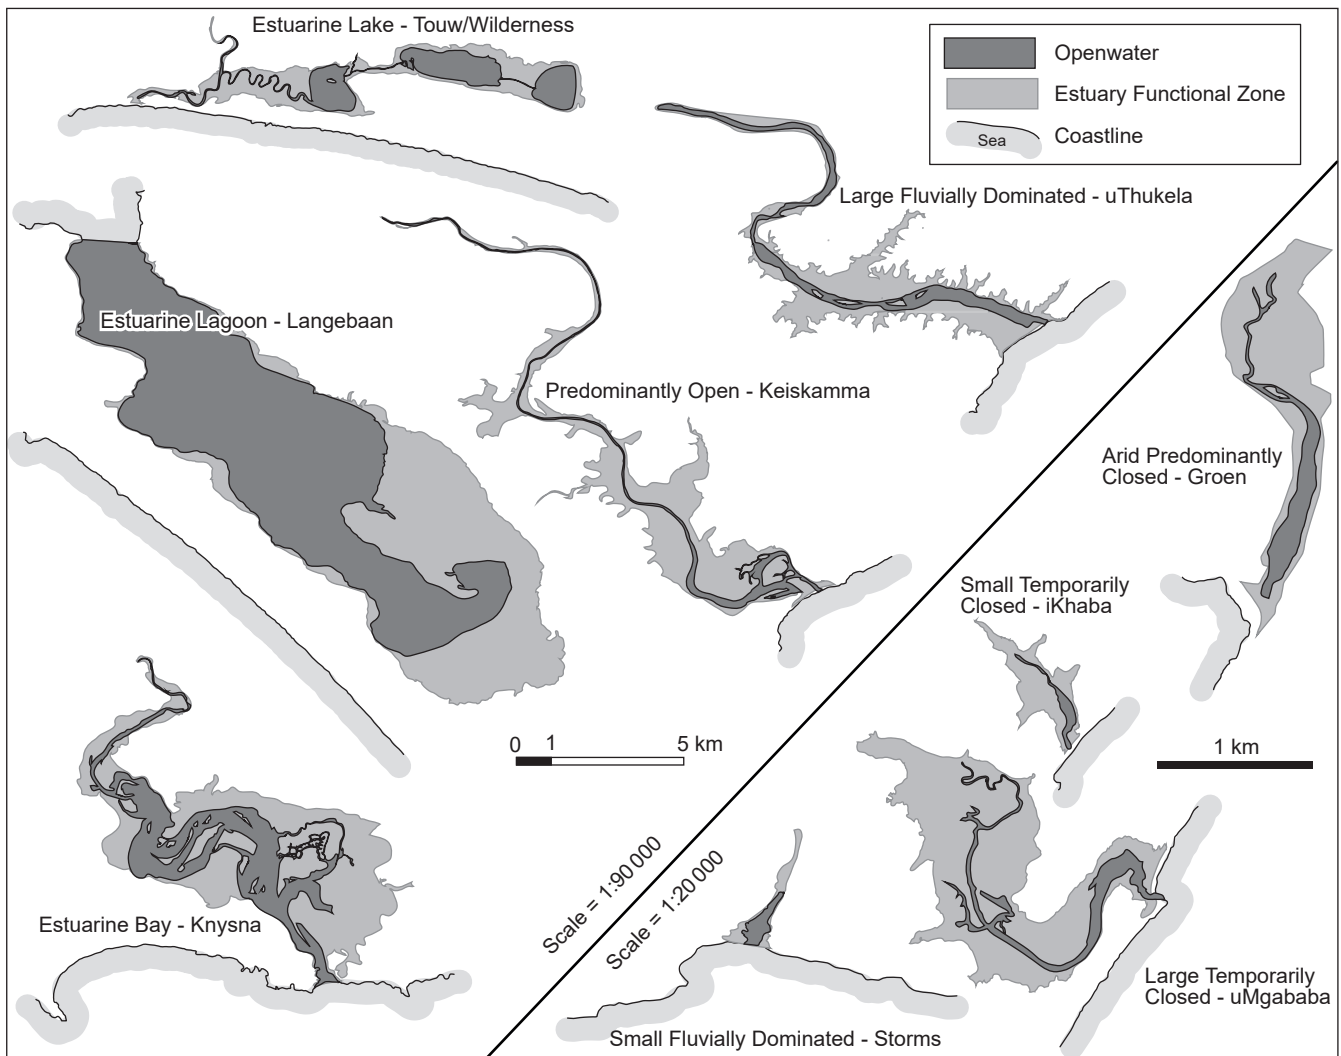 Estuarine Lake - Touw/Wilderness
Openwater
Estuary Functional Zone
Sea
Coastline
Large Fluvially Dominated - uThukela
Estuarine Lagoon - Langebaan
Predominantly Open - Keiskamma
Arid Predominantly
Closed - Groen
Small Temporarily
Closed - iKhaba
0 1 5 km
1 km
Scale = 1:90 000
Scale = 1:20 000
Estuarine Bay - Knysna
Large Temporarily
Closed - uMgababa
Small Fluvially Dominated - Storms